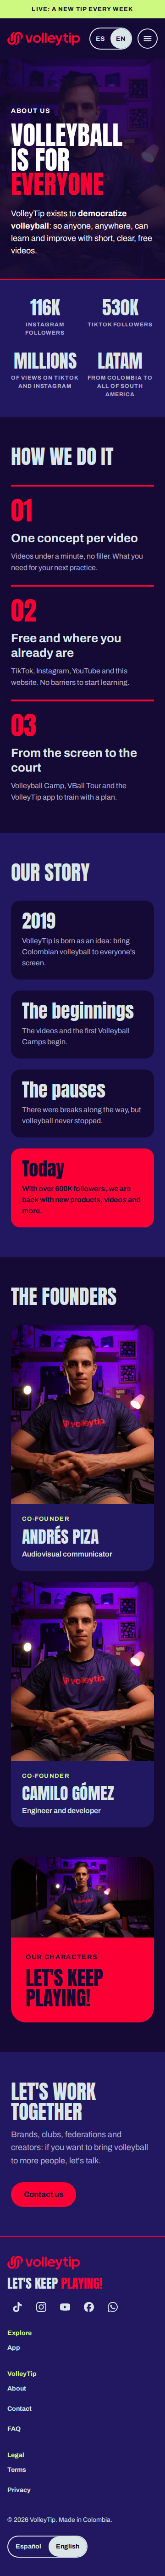 LIVE: A NEW TIP EVERY WEEK
volleytip
ES EN
ABOUT US
VOLLEYBALL
IS FOR
EVERYONE
VolleyTip exists to democratize
volleyball: so anyone, anywhere, can
learn and improve with short, clear, free
videos.
116K
INSTAGRAM
FOLLOWERS
530K
TIKTOK FOLLOWERS
MILLIONS
OF VIEWS ON TIKTOK
AND INSTAGRAM
LATAM
FROM COLOMBIA TO
ALL OF SOUTH
AMERICA
HOW WE DO IT
01
One concept per video
Videos under a minute, no filler. What you
need for your next practice.
02
Free and where you
already are
TikTok, Instagram, YouTube and this
website. No barriers to start learning.
03
From the screen to the
court
Volleyball Camp, VBall Tour and the
VolleyTip app to train with a plan.
OUR STORY
2019
VolleyTip is born as an idea: bring
Colombian volleyball to everyone's
screen.
The beginnings
The videos and the first Volleyball
Camps begin.
The pauses
There were breaks along the way, but
volleyball never stopped.
Today
With over 600K followers, we are
back with new products, videos and
more.
THE FOUNDERS
volleytip
CO-FOUNDER
ANDRÉS PIZA
Audiovisual communicator
volleytip
CO-FOUNDER
CAMILO GÓMEZ
Engineer and developer
OUR CHARACTERS
LET'S KEEP
PLAYING!
LET'S WORK
TOGETHER
Brands, clubs, federations and
creators: if you want to bring volleyball
to more people, let's talk.
Contact us
volleytip
LET'S KEEP PLAYING!
Explore
App
VolleyTip
About
Contact
FAQ
Legal
Terms
Privacy
© 2026 VolleyTip. Made in Colombia.
Español English